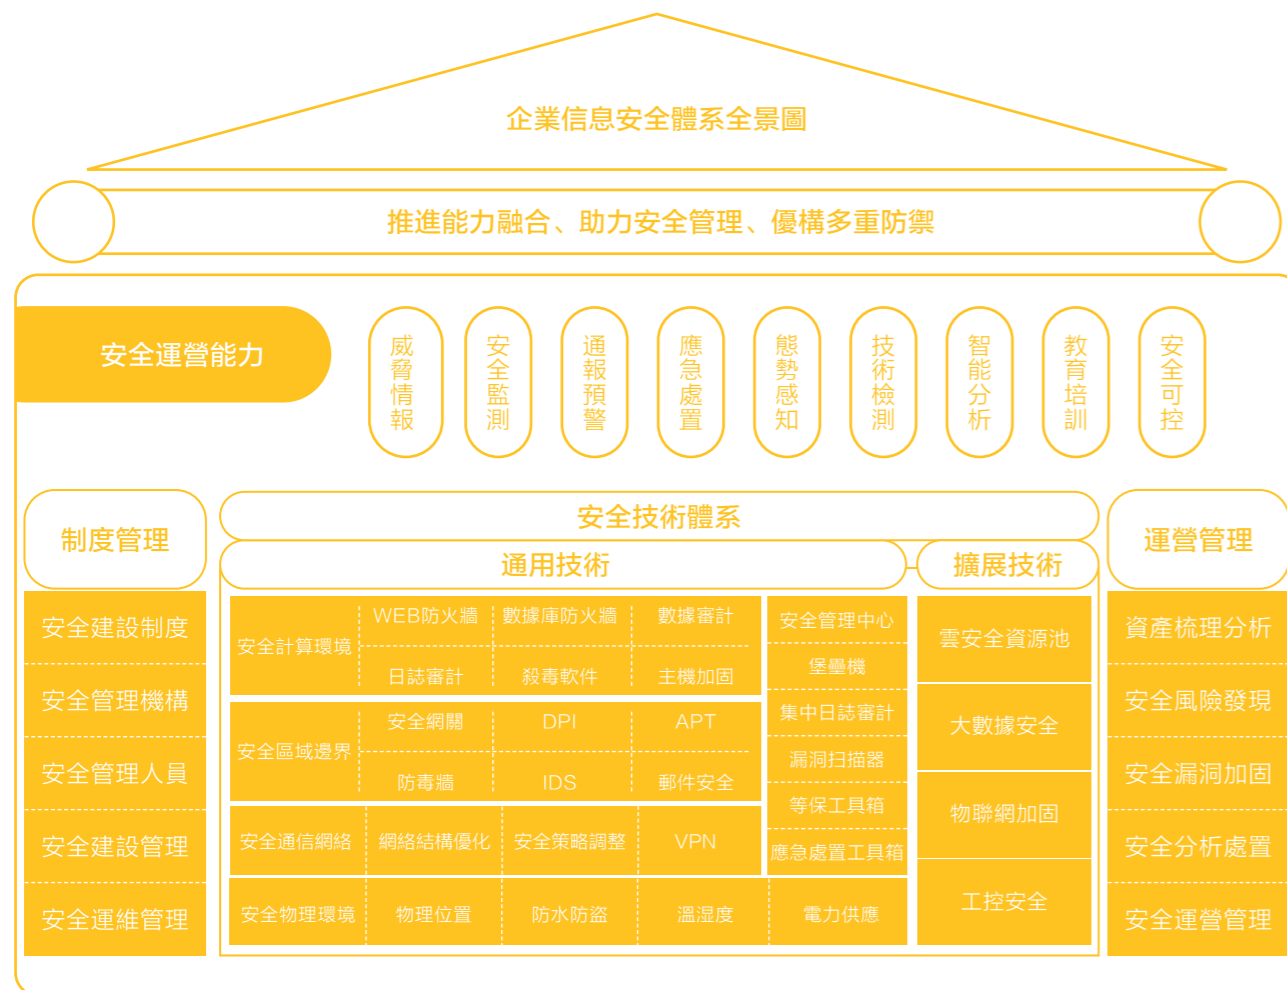 企業信息安全體系全景圖
推進能力融合、助力安全管理、優構多重防禦
安全運營能力
威脅情報
安全監測
通報預警
應急處置
態勢感知
技術檢測
智能分析
教育培訓
安全可控
制度管理
安全建設制度
安全管理機構
安全管理人員
安全建設管理
安全運維管理
安全技術體系
通用技術
安全計算環境
WEB防火牆
數據庫防火牆
數據審計
日誌審計
殺毒軟件
主機加固
安全區域邊界
安全網關
DPI
APT
防毒牆
IDS
郵件安全
安全通信網絡
網絡結構優化
安全策略調整
VPN
安全物理環境
物理位置
防水防盜
溫湿度
電力供應
安全管理中心
堡壘機
集中日誌審計
漏洞扫描器
等保工具箱
應急處置工具箱
擴展技術
雲安全資源池
大數據安全
物聯網加固
工控安全
運營管理
資產梳理分析
安全風險發現
安全漏洞加固
安全分析處置
安全運營管理